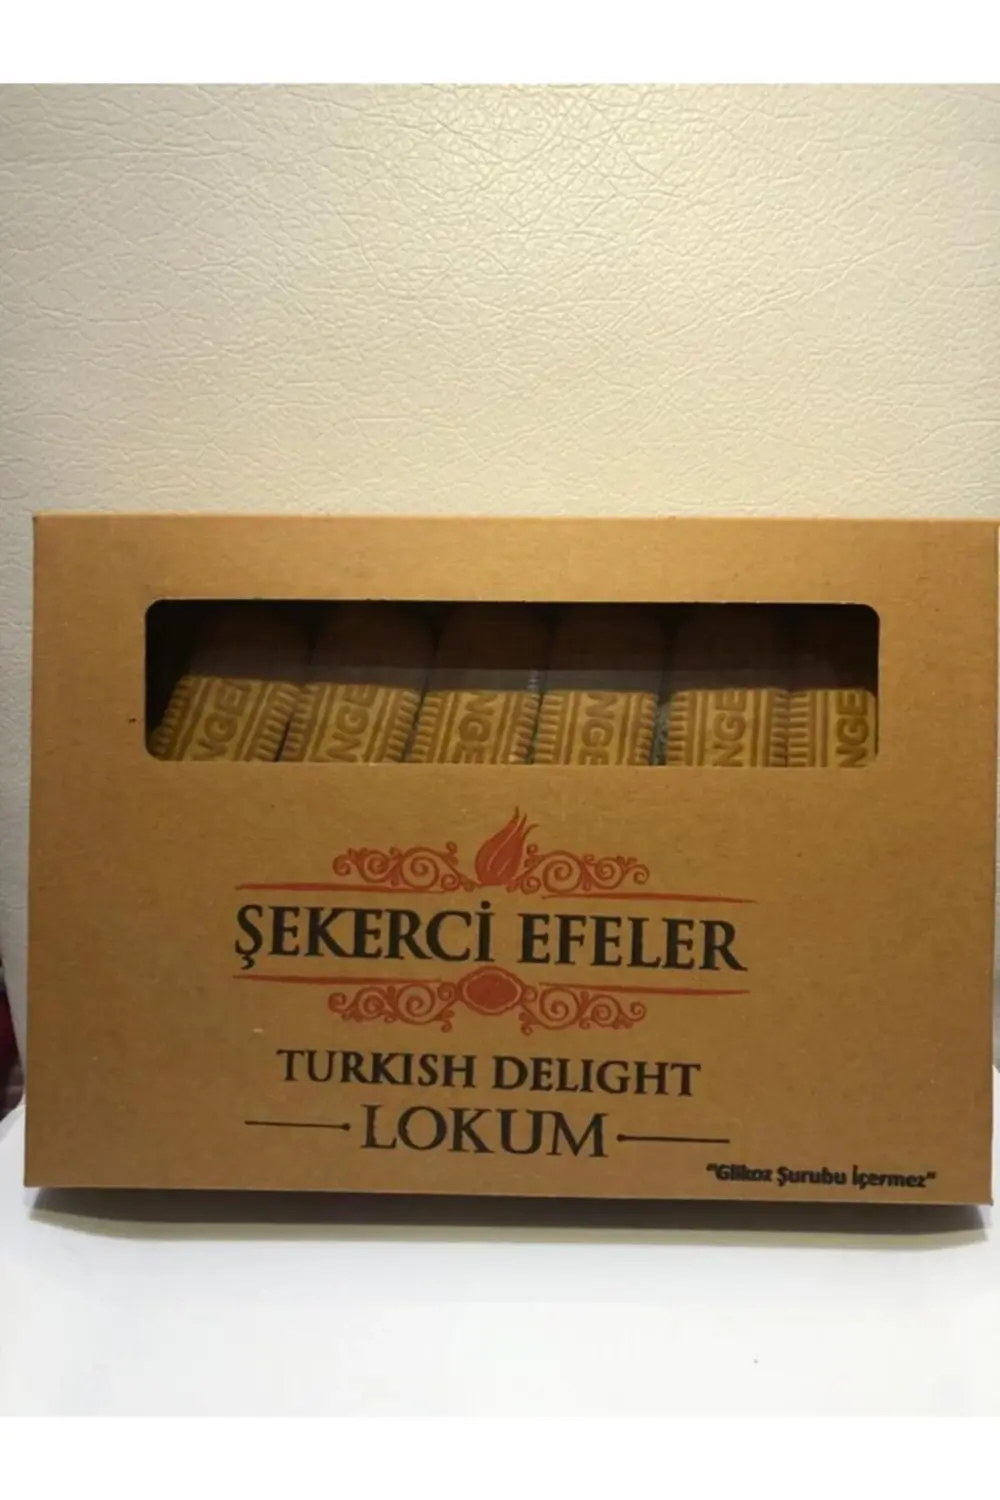 ŞEKERCİ EFELER
TURKISH DELIGHT
LOKUM
"Glikoz Şurubu İçermez"